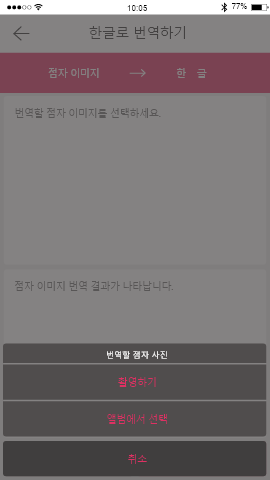 10:05
77%
한글로 번역하기
점자 이미지 → 한 글
번역할 점자 이미지를 선택하세요.
점자 이미지 번역 결과가 나타납니다.
번역할 점자 사진
촬영하기
앨범에서 선택
취소